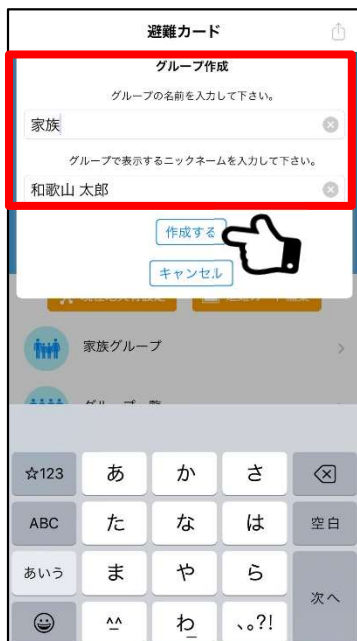 避難カード
グループ作成
グループの名前を入力して下さい。
家族
グループで表示するニックネームを入力して下さい。
和歌山 太郎
作成する
キャンセル
家族グループ
☆123 あ か さ
ABC た な は 空白
あいう ま や ら
次へ
^^ わ 、。?!